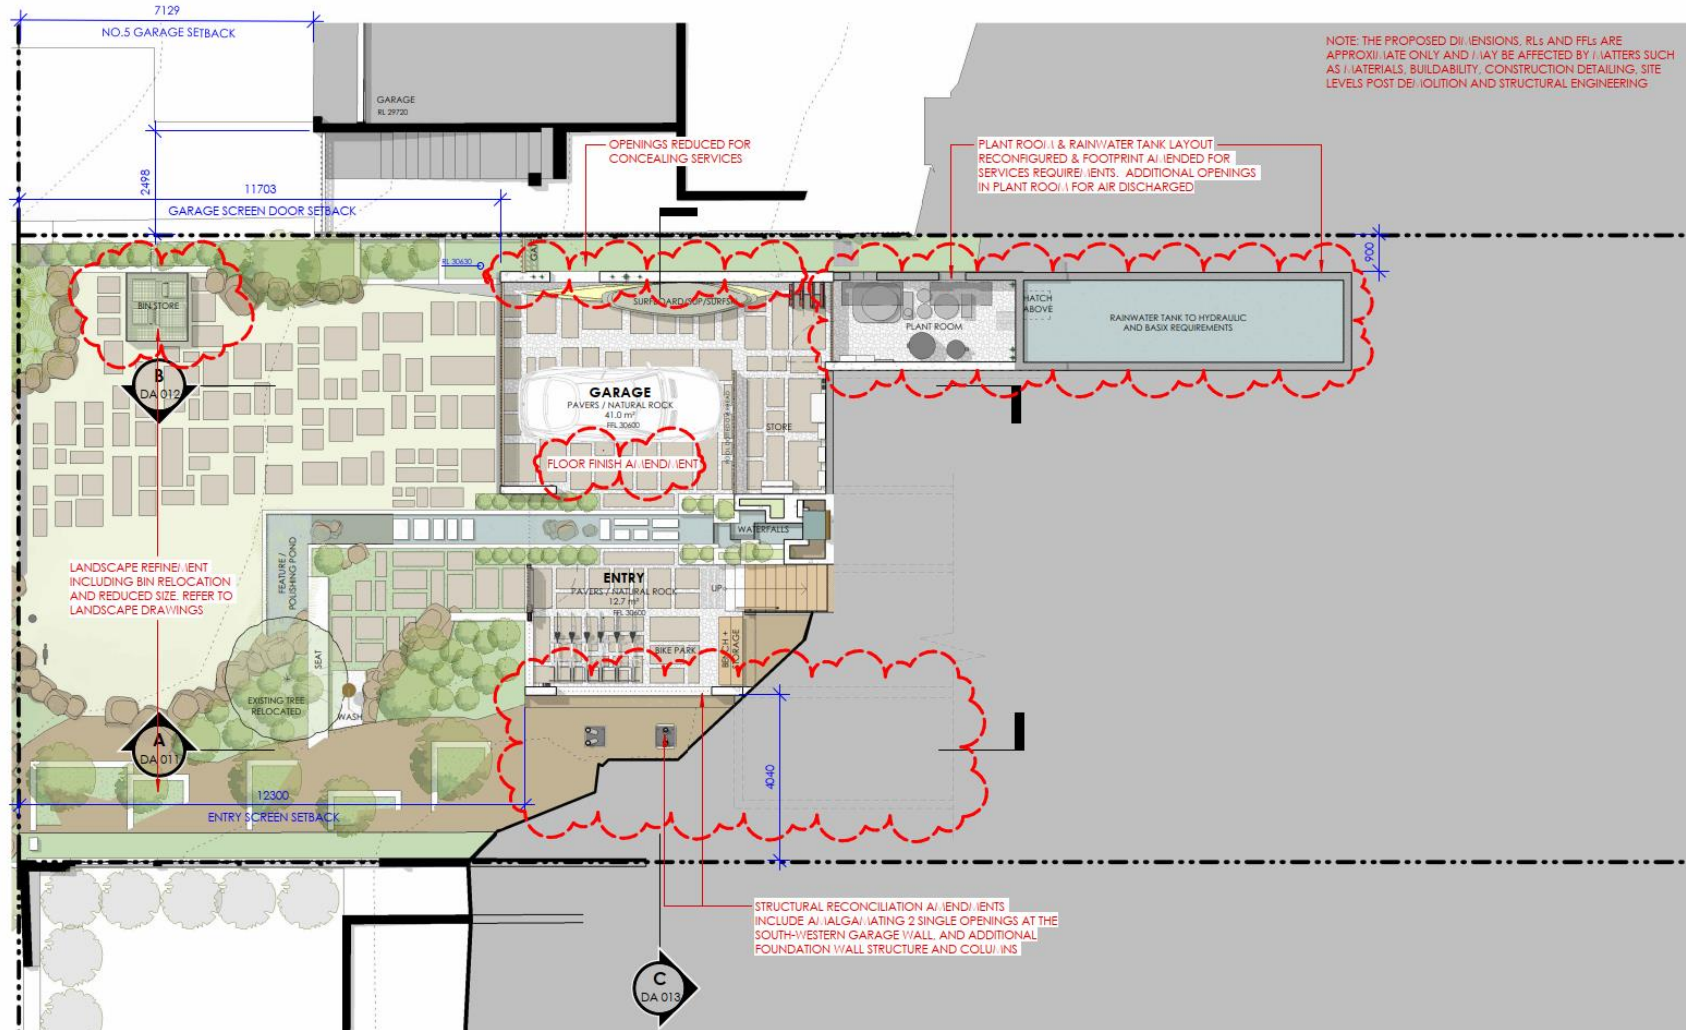 7129
NO.5 GARAGE SETBACK
NOTE: THE PROPOSED DIMENSIONS, RLs AND FFLs ARE
APPROXIMATE ONLY AND MAY BE AFFECTED BY MATTERS SUCH
AS MATERIALS, BUILDABILITY, CONSTRUCTION DETAILING, SITE
LEVELS POST DEMOLITION AND STRUCTURAL ENGINEERING
GARAGE
RL 29720
OPENINGS REDUCED FOR
CONCEALING SERVICES
PLANT ROOM & RAINWATER TANK LAYOUT
RECONFIGURED & FOOTPRINT AMENDED FOR
SERVICES REQUIREMENTS. ADDITIONAL OPENINGS
IN PLANT ROOM FOR AIR DISCHARGED
2498
11703
GARAGE SCREEN DOOR SETBACK
900
RL 30630
BIN STORE
SURFBOARD/SUP/SURFSKI
HATCH
ABOVE
PLANT ROOM
RAINWATER TANK TO HYDRAULIC
AND BASIX REQUIREMENTS
B
DA 012
GARAGE
PAVERS / NATURAL ROCK
41.0 m²
FFL 30600
STORE
FLOOR FINISH AMENDMENT
WATERFALLS
FEATURE /
POLISHING POND
LANDSCAPE REFINEMENT
INCLUDING BIN RELOCATION
AND REDUCED SIZE. REFER TO
LANDSCAPE DRAWINGS
ENTRY
PAVERS / NATURAL ROCK
12.7 m²
FFL 30600
UP
BIKE PARK
BENCH +
STORAGE
SEAT
EXISTING TREE
RELOCATED
WASH
A
DA 011
12300
ENTRY SCREEN SETBACK
4040
STRUCTURAL RECONCILIATION AMENDMENTS
INCLUDE AMALGAMATING 2 SINGLE OPENINGS AT THE
SOUTH-WESTERN GARAGE WALL, AND ADDITIONAL
FOUNDATION WALL STRUCTURE AND COLUMNS
C
DA 013